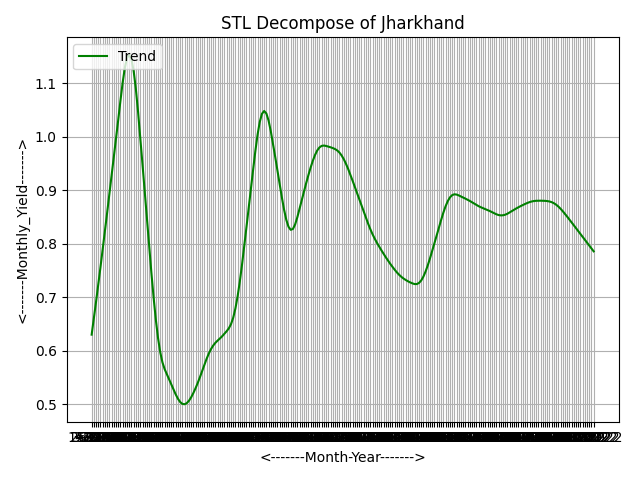 STL Decompose of Jharkhand
Trend
1.1
1.0
0.9
0.8
0.7
0.6
0.5
<------Monthly_Yield------->
<-------Month-Year------->